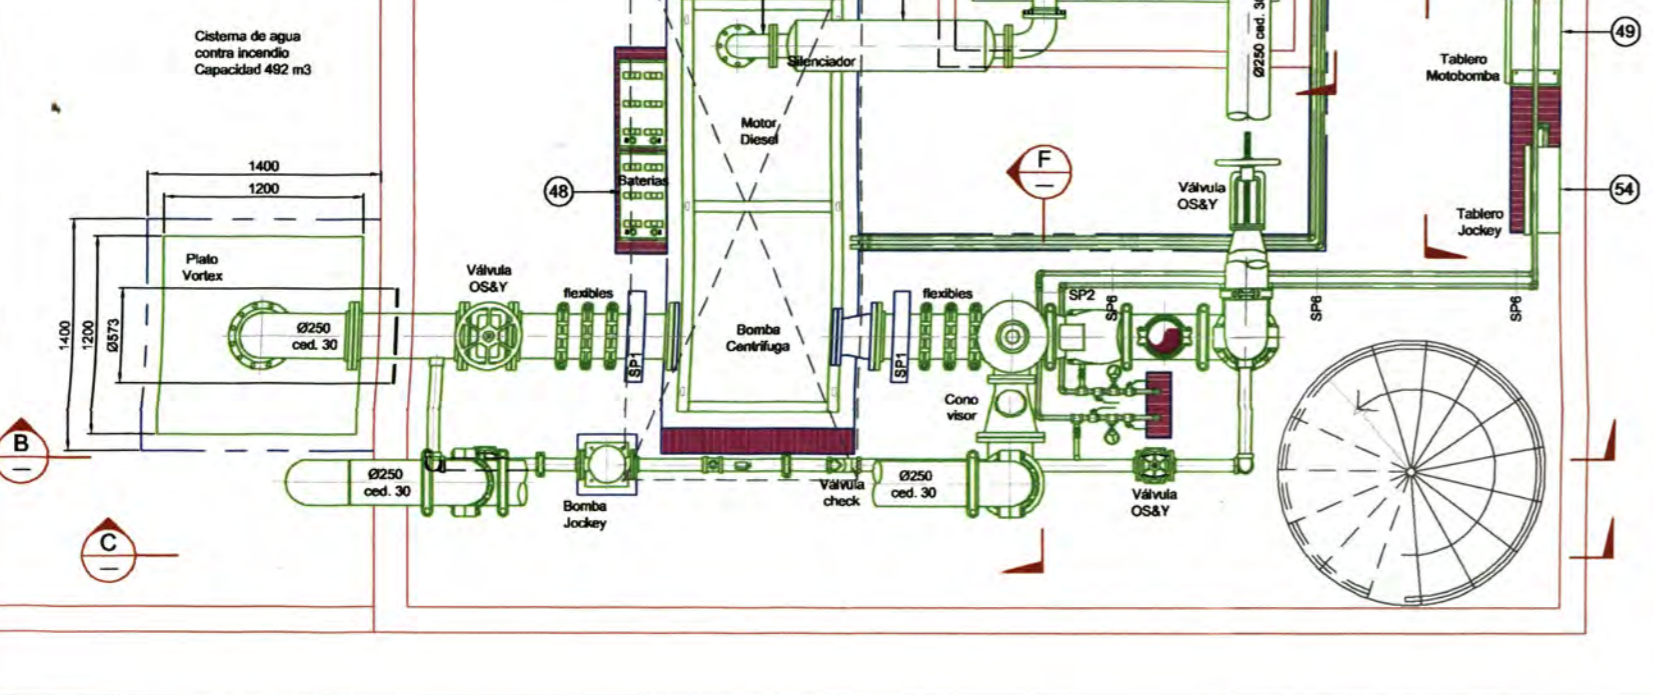 Cisterna de agua
contra incendio
Capacidad 492 m3
Silenciador
Ø250 ced. 30
49
Tablero
Motobomba
Motor
Diesel
F
1400
1200
48
Baterias
Válvula
OS&Y
54
Tablero
Jockey
Plato
Vortex
1400
1200
Ø573
Ø250
ced. 30
Válvula
OS&Y
flexibles
SP1
Bomba
Centrifuga
SP1
flexibles
SP2
SP6
SP6
SP6
Cono
visor
B
Ø250
ced. 30
Bomba
Jockey
Válvula
check
Ø250
ced. 30
Válvula
OS&Y
C